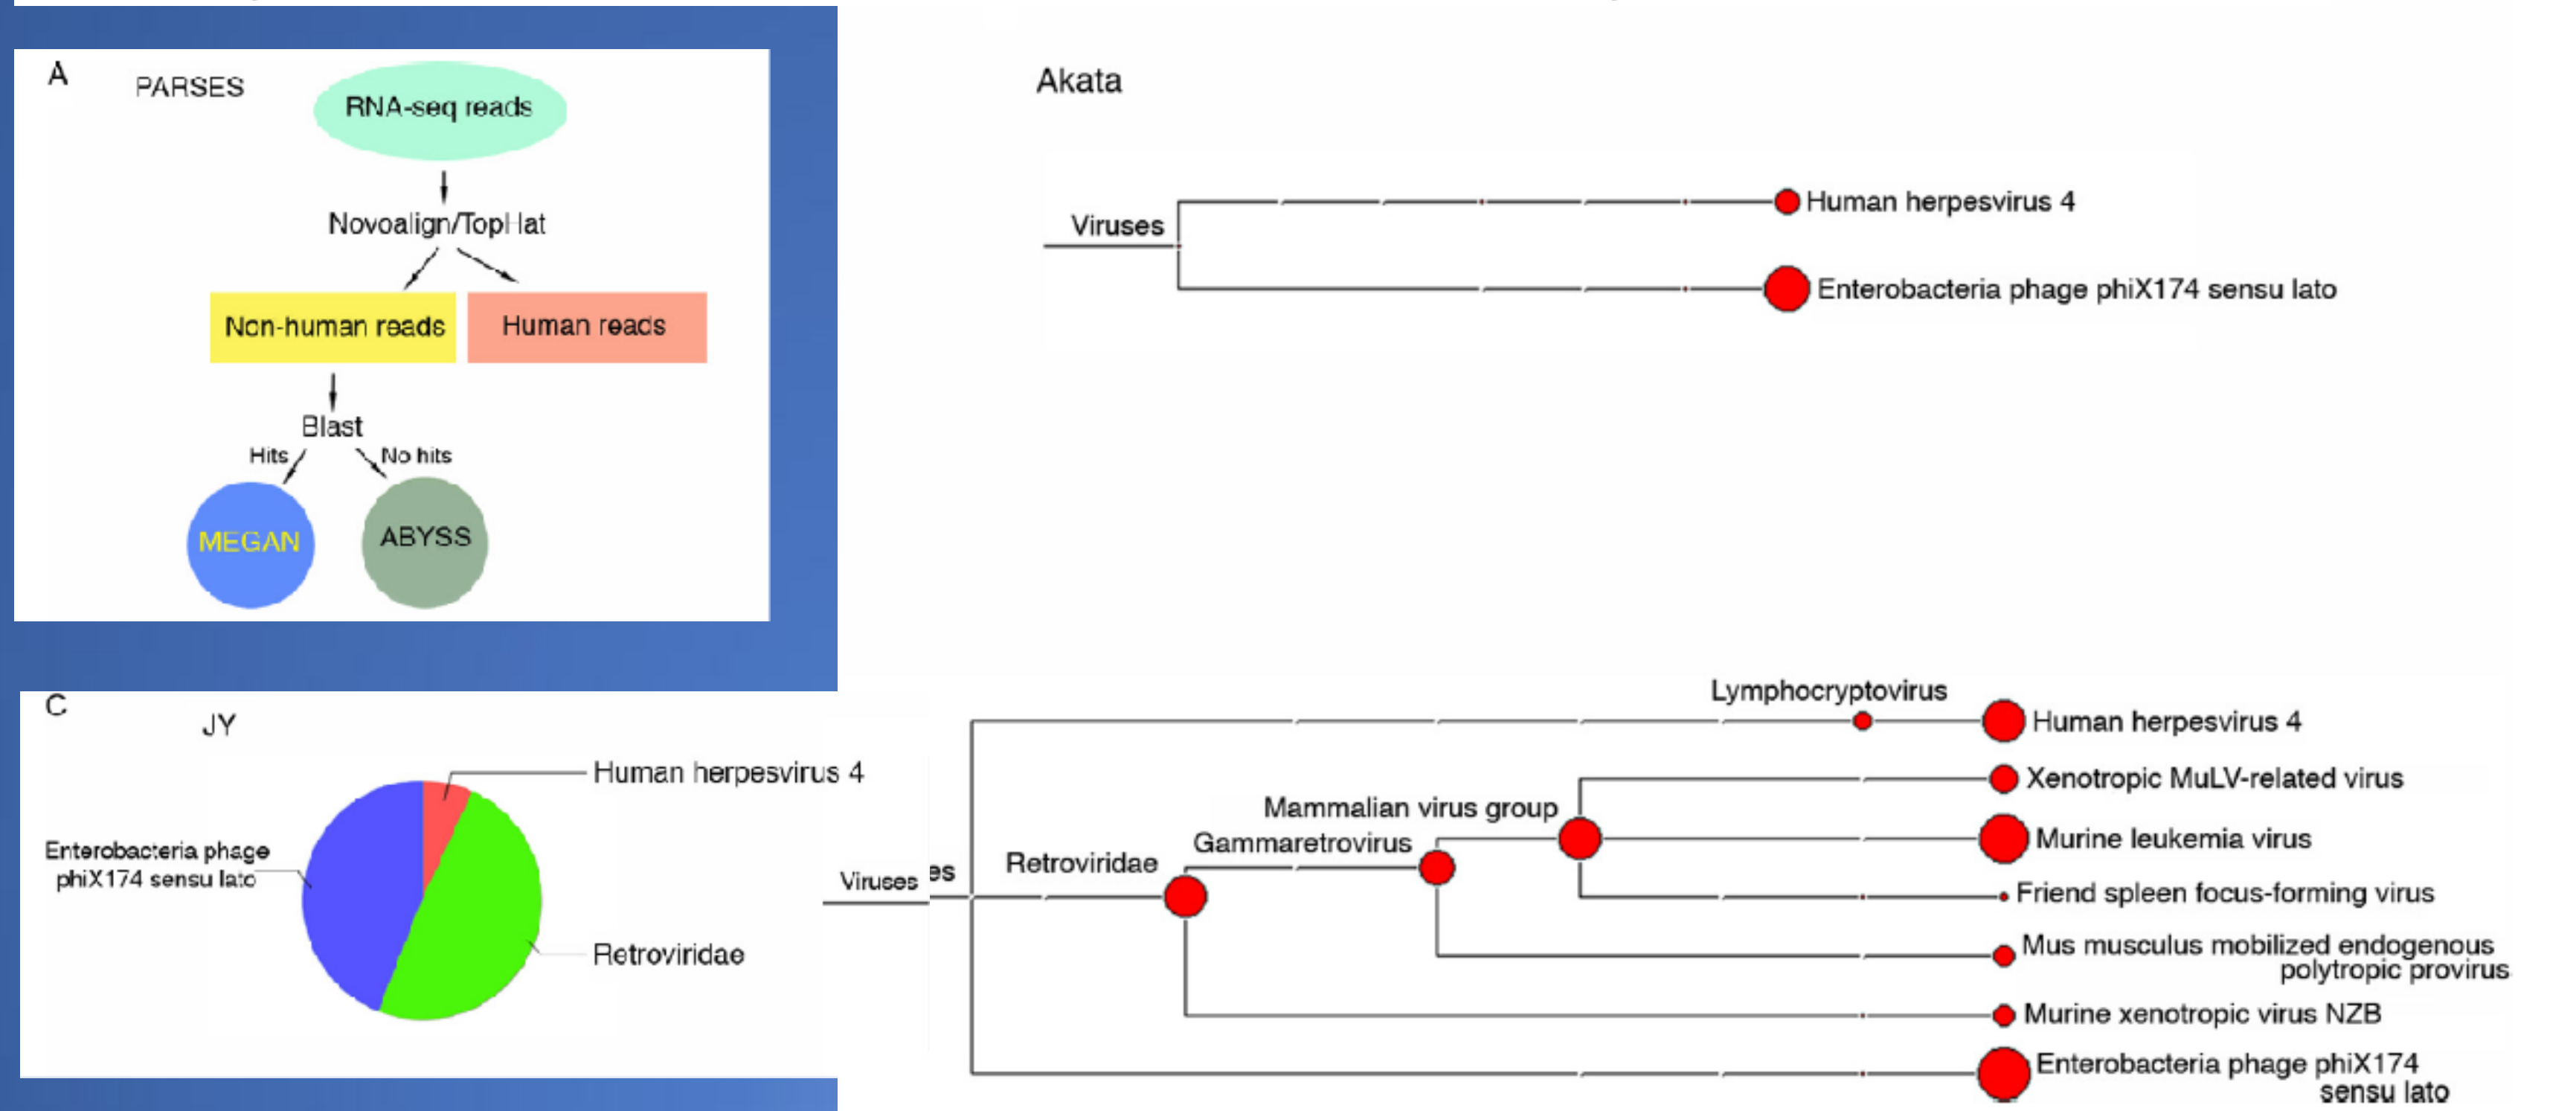 A
PARSES
RNA-seq reads
Novoalign/TopHat
Non-human reads
Human reads
Blast
Hits
No hits
MEGAN
ABYSS
Akata
Viruses
Human herpesvirus 4
Enterobacteria phage phiX174 sensu lato
C
JY
Human herpesvirus 4
Enterobacteria phage
phiX174 sensu lato
Retroviridae
Viruses
es
Lymphocryptovirus
Human herpesvirus 4
Xenotropic MuLV-related virus
Mammalian virus group
Gammaretrovirus
Murine leukemia virus
Retroviridae
Friend spleen focus-forming virus
Mus musculus mobilized endogenous
polytropic provirus
Murine xenotropic virus NZB
Enterobacteria phage phiX174
sensu lato